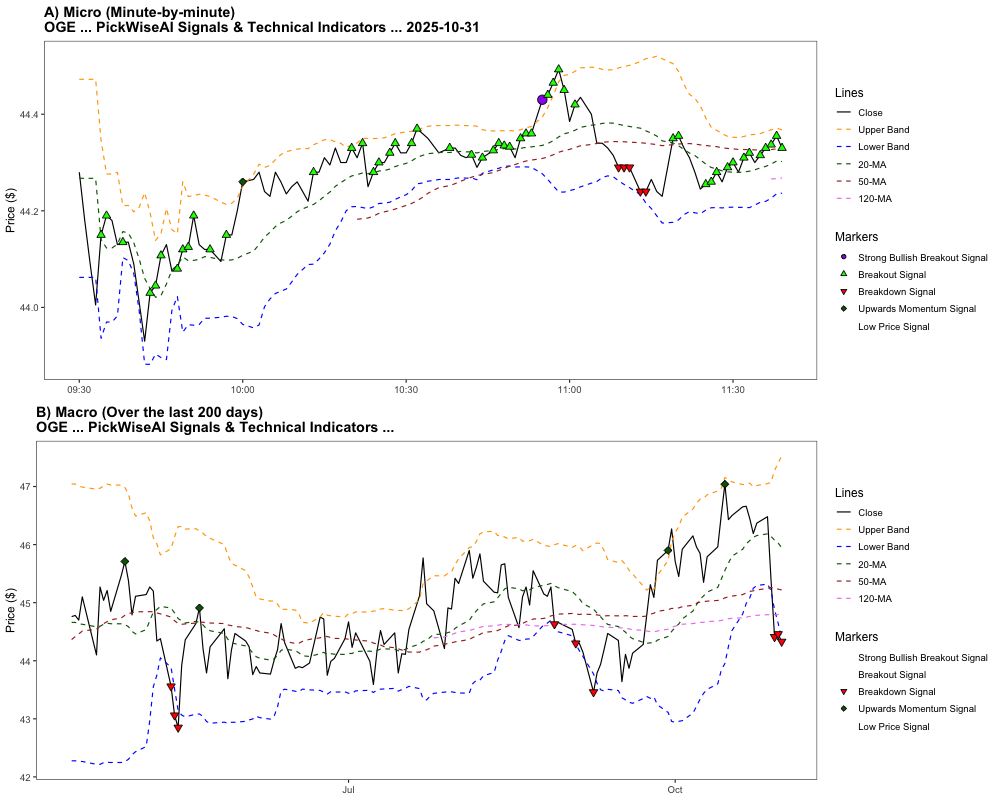 A) Micro (Minute-by-minute)
OGE ... PickWiseAI Signals & Technical Indicators ... 2025-10-31
Price ($)
44.4
44.2
44.0
09:30
10:00
10:30
11:00
11:30
Lines
Close
Upper Band
Lower Band
20-MA
50-MA
120-MA
Markers
Strong Bullish Breakout Signal
Breakout Signal
Breakdown Signal
Upwards Momentum Signal
Low Price Signal
B) Macro (Over the last 200 days)
OGE ... PickWiseAI Signals & Technical Indicators ...
Price ($)
47
46
45
44
43
42
Jul
Oct
Lines
Close
Upper Band
Lower Band
20-MA
50-MA
120-MA
Markers
Strong Bullish Breakout Signal
Breakout Signal
Breakdown Signal
Upwards Momentum Signal
Low Price Signal